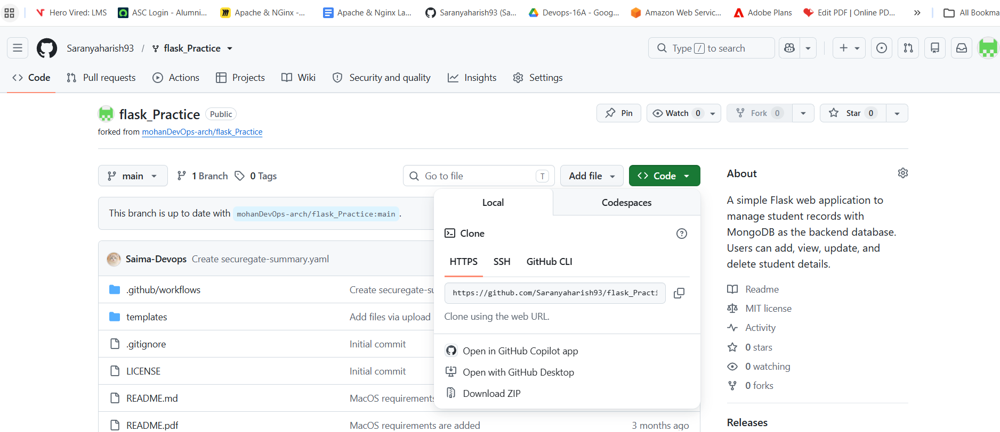 Hero Vired: LMS ASC Login - Alumni... Apache & NGinx -... Apache & Nginx La... Saranyaharish93 (Sa... Devops-16A - Goog... Amazon Web Servic... Adobe Plans Edit PDF | Online PD... » All Bookma
Saranyaharish93 / flask_Practice Type / to search
Code Pull requests Actions Projects Wiki Security and quality Insights Settings
flask_Practice Public Pin Watch 0 Fork 0 Star 0
forked from mohanDevOps-arch/flask_Practice
main 1 Branch 0 Tags Go to file T Add file Code
This branch is up to date with mohanDevOps-arch/flask_Practice:main.
Saima-Devops Create securegate-summary.yaml
.github/workflows Create securegate-su
templates Add files via upload
.gitignore Initial commit
LICENSE Initial commit
README.md MacOS requirements
README.pdf MacOS requirements are added 3 months ago
Local Codespaces
Clone
HTTPS SSH GitHub CLI
https://github.com/Saranyaharish93/flask_Practi
Clone using the web URL.
Open in GitHub Copilot app
Open with GitHub Desktop
Download ZIP
About
A simple Flask web application to
manage student records with
MongoDB as the backend database.
Users can add, view, update, and
delete student details.
Readme
MIT license
Activity
0 stars
0 watching
0 forks
Releases